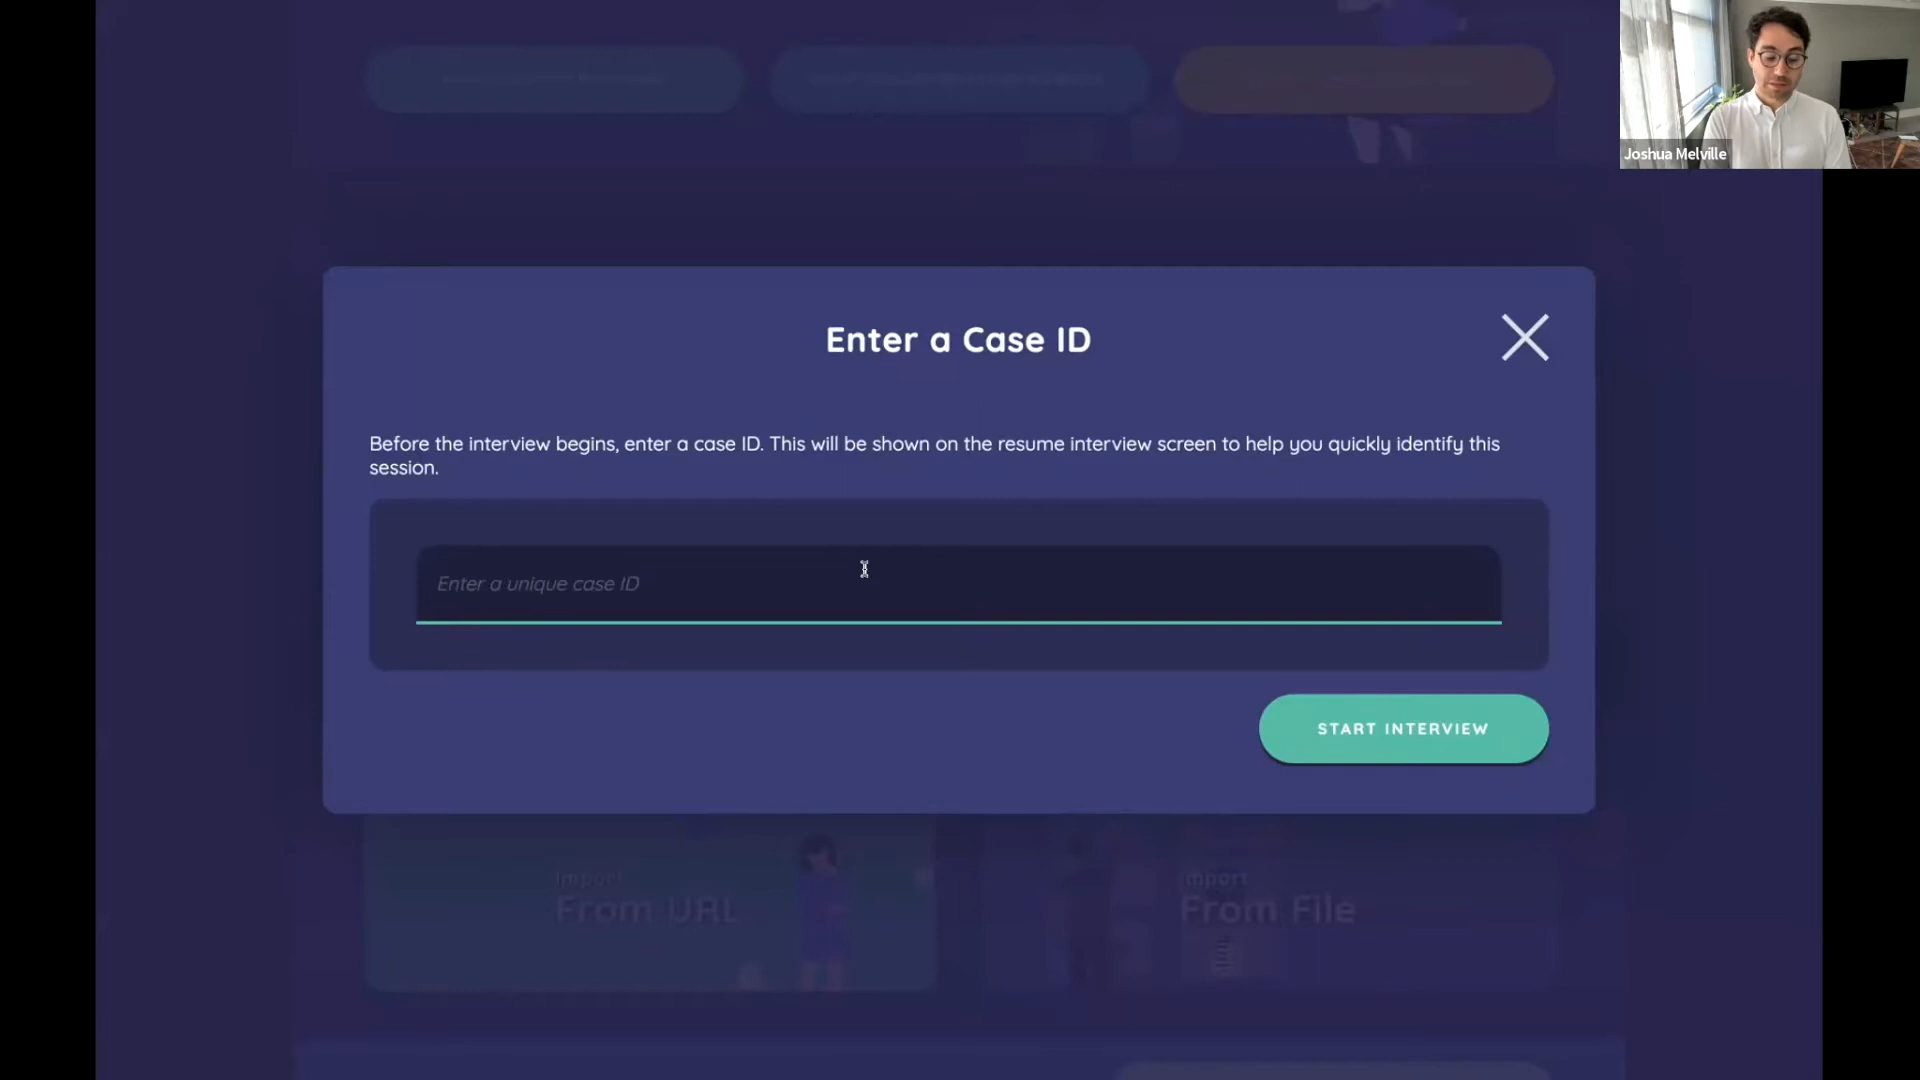 Joshua Melville
Enter a Case ID
Before the interview begins, enter a case ID. This will be shown on the resume interview screen to help you quickly identify this
session.
Enter a unique case ID
START INTERVIEW
Import
From URL
Import
From File